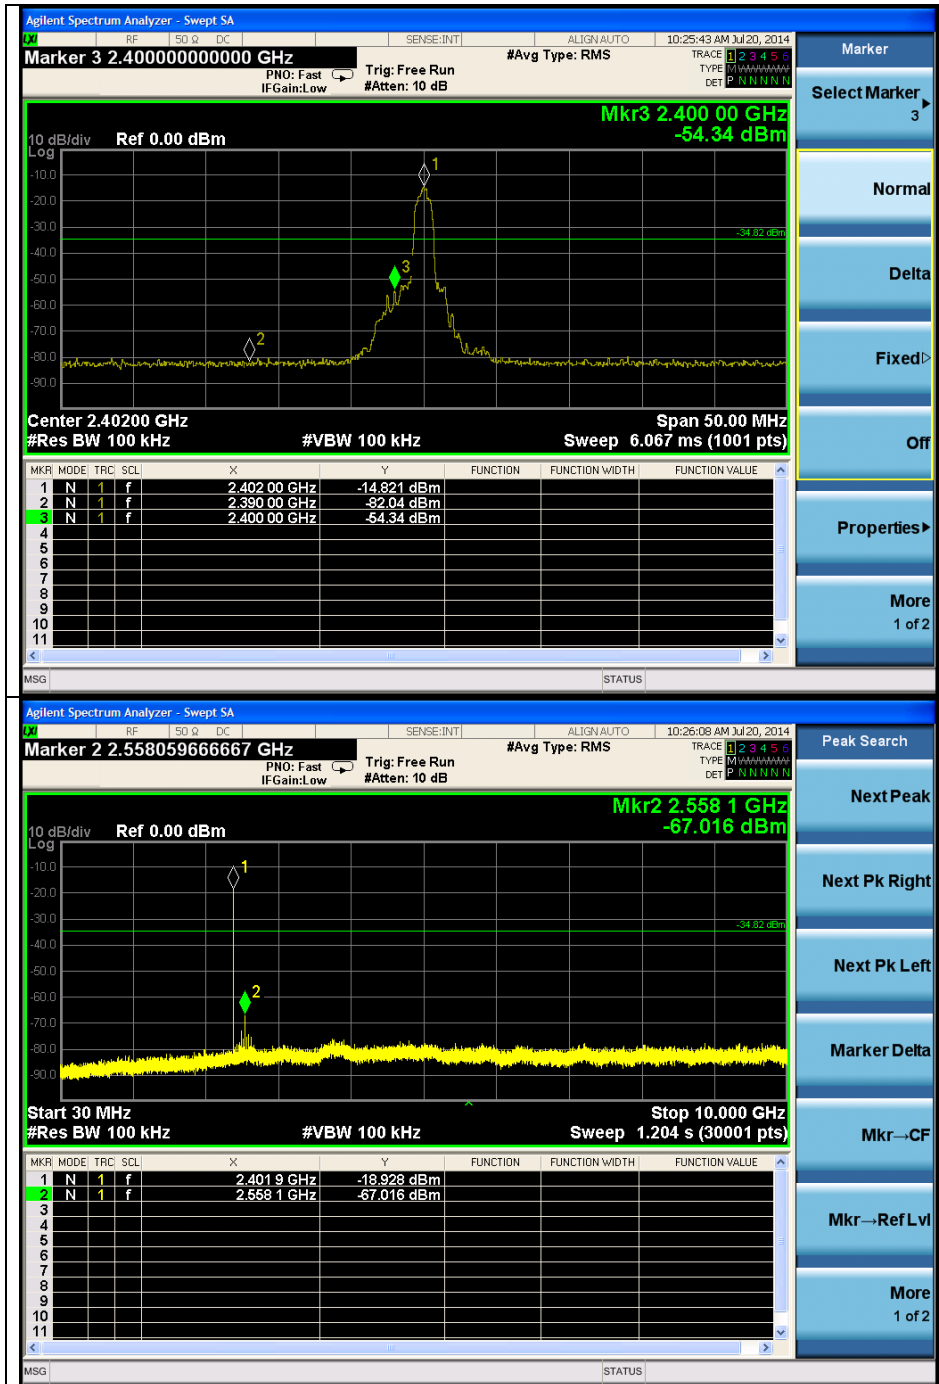 Agilent Spectrum Analyzer - Swept SA
LXI RF 50 Ω DC SENSE:INT ALIGN AUTO 10:25:43 AM Jul 20, 2014
Marker 3 2.400000000000 GHz
#Avg Type: RMS
TRACE 1 2 3 4 5 6
TYPE M W W W W W
DET P N N N N N
PNO: Fast
IFGain:Low
Trig: Free Run
#Atten: 10 dB
Mkr3 2.400 00 GHz
-54.34 dBm
10 dB/div Ref 0.00 dBm
Log
-10.0
-20.0
-30.0
-40.0
-50.0
-60.0
-70.0
-80.0
-90.0
1
-34.82 dBm
3
2
Center 2.40200 GHz Span 50.00 MHz
#Res BW 100 kHz #VBW 100 kHz Sweep 6.067 ms (1001 pts)
MKR MODE TRC SCL X Y FUNCTION FUNCTION WIDTH FUNCTION VALUE
1 N 1 f 2.402 00 GHz -14.821 dBm
2 N 1 f 2.390 00 GHz -82.04 dBm
3 N 1 f 2.400 00 GHz -54.34 dBm
4
5
6
7
8
9
10
11
MSG STATUS
Marker
Select Marker
3
Normal
Delta
Fixed
Off
Properties
More
1 of 2
Agilent Spectrum Analyzer - Swept SA
LXI RF 50 Ω DC SENSE:INT ALIGN AUTO 10:26:08 AM Jul 20, 2014
Marker 2 2.558059666667 GHz
#Avg Type: RMS
TRACE 1 2 3 4 5 6
TYPE M W W W W W
DET P N N N N N
PNO: Fast
IFGain:Low
Trig: Free Run
#Atten: 10 dB
Mkr2 2.558 1 GHz
-67.016 dBm
10 dB/div Ref 0.00 dBm
Log
-10.0
-20.0
-30.0
-40.0
-50.0
-60.0
-70.0
-80.0
-90.0
1
-34.82 dBm
2
Start 30 MHz Stop 10.000 GHz
#Res BW 100 kHz #VBW 100 kHz Sweep 1.204 s (30001 pts)
MKR MODE TRC SCL X Y FUNCTION FUNCTION WIDTH FUNCTION VALUE
1 N 1 f 2.401 9 GHz -18.928 dBm
2 N 1 f 2.558 1 GHz -67.016 dBm
3
4
5
6
7
8
9
10
11
MSG STATUS
Peak Search
Next Peak
Next Pk Right
Next Pk Left
Marker Delta
Mkr→CF
Mkr→Ref Lvl
More
1 of 2